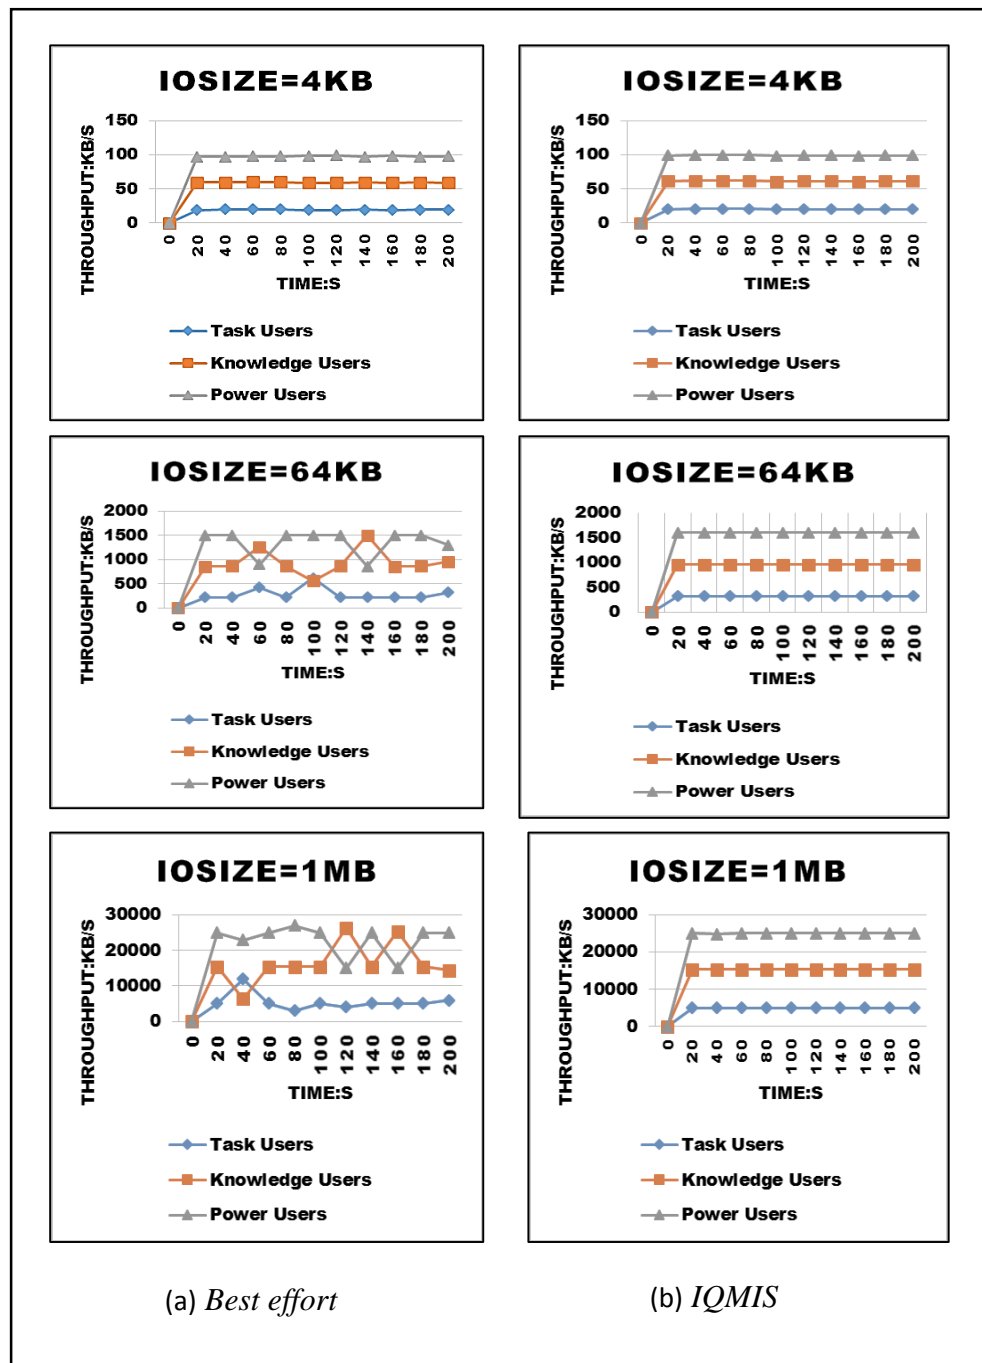 IOSIZE=4KB
THROUGHPUT:KB/S
150
100
50
0
0 20 40 60 80 100 120 140 160 180 200
TIME:S
Task Users
Knowledge Users
Power Users
IOSIZE=4KB
THROUGHPUT:KB/S
150
100
50
0
0 20 40 60 80 100 120 140 160 180 200
TIME:S
Task Users
Knowledge Users
Power Users
IOSIZE=64KB
THROUGHPUT:KB/S
2000
1500
1000
500
0
0 20 40 60 80 100 120 140 160 180 200
TIME:S
Task Users
Knowledge Users
Power Users
IOSIZE=64KB
THROUGHPUT:KB/S
2000
1500
1000
500
0
0 20 40 60 80 100 120 140 160 180 200
TIME:S
Task Users
Knowledge Users
Power Users
IOSIZE=1MB
THROUGHPUT:KB/S
30000
20000
10000
0
0 20 40 60 80 100 120 140 160 180 200
TIME:S
Task Users
Knowledge Users
Power Users
IOSIZE=1MB
THROUGHPUT:KB/S
30000
20000
10000
0
0 20 40 60 80 100 120 140 160 180 200
TIME:S
Task Users
Knowledge Users
Power Users
(a) Best effort
(b) IQMIS